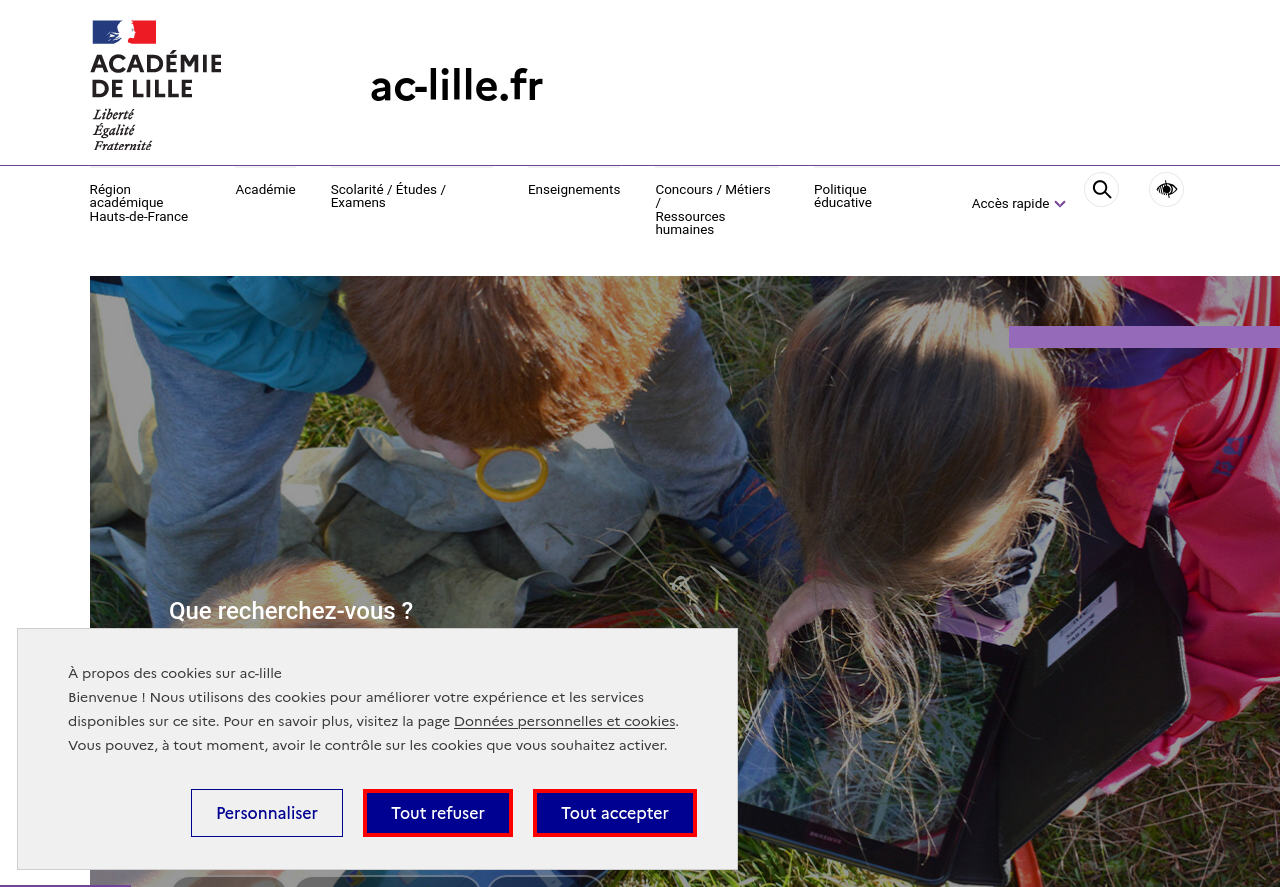 ACADÉMIE
DE LILLE
Liberté
Égalité
Fraternité
ac-lille.fr
Région
académique
Hauts-de-France
Académie
Scolarité / Études /
Examens
Enseignements
Concours / Métiers
/
Ressources
humaines
Politique
éducative
Accès rapide
Que recherchez-vous ?
À propos des cookies sur ac-lille
Bienvenue ! Nous utilisons des cookies pour améliorer votre expérience et les services
disponibles sur ce site. Pour en savoir plus, visitez la page Données personnelles et cookies.
Vous pouvez, à tout moment, avoir le contrôle sur les cookies que vous souhaitez activer.
Personnaliser
Tout refuser
Tout accepter